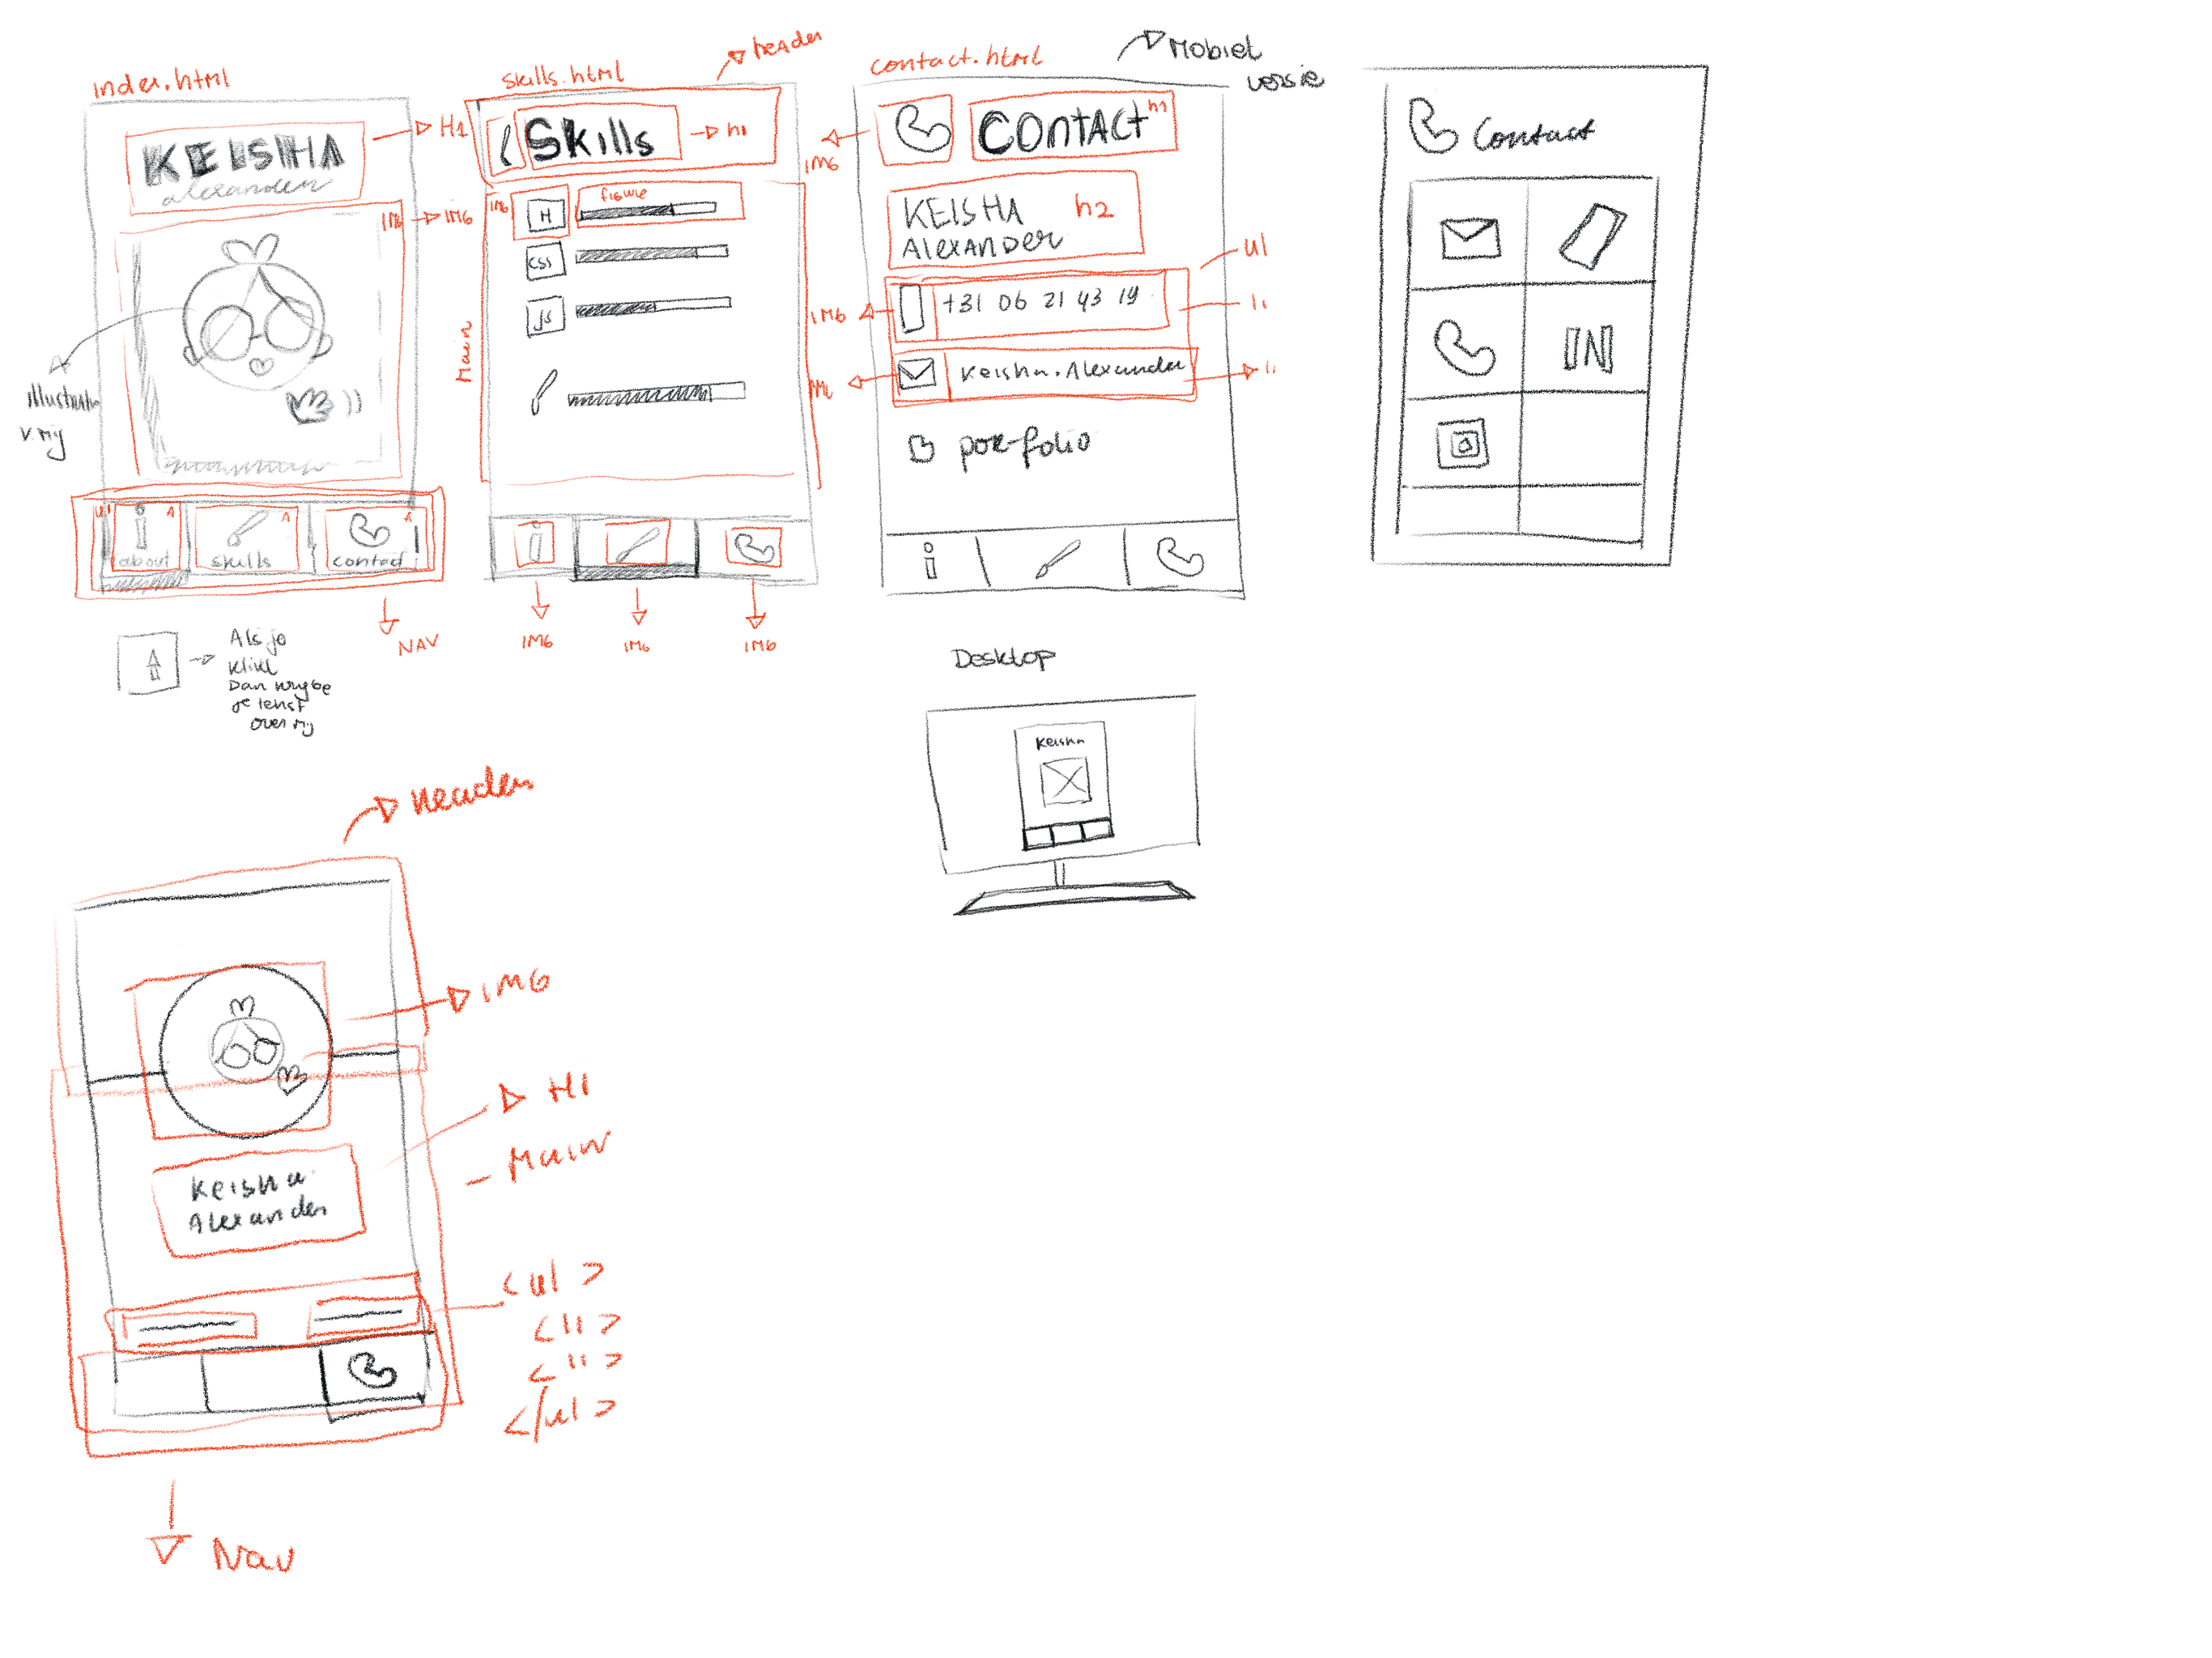 index.html
KEISHA
alexander
H1
IMG
IMG
illustratie
v. mij
UI
A
A
A
about
skills
contact
NAV
Als je
klikt
Dan krijg be
je tekst
over mij
skills.html
header
Skills
h1
IMG
H
figure
CSS
JS
Main
IMG
IMG
IMG
contact.html
Mobiel
versie
IMG
Contact
h1
KEISHA
Alexander
h2
ul
IMG
+31 06 21 43 19
li
IMG
Keisha.Alexander
li
portfolio
Contact
IN
Desktop
Keisha
Header
IMG
H1
Main
Keisha
Alexander
<ul>
<li>
<li>
</ul>
Nav